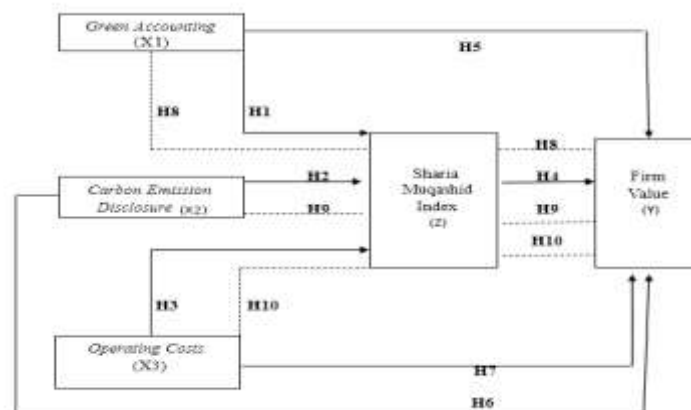 Green Accounting
(X1)
H5
H8
H1
Sharia
Muqashid
Index
(Z)
H8
Firm
Value
(Y)
H2
H4
Carbon Emission
Disclosure (X2)
H9
H9
H10
H3
H10
Operating Costs
(X3)
H7
H6